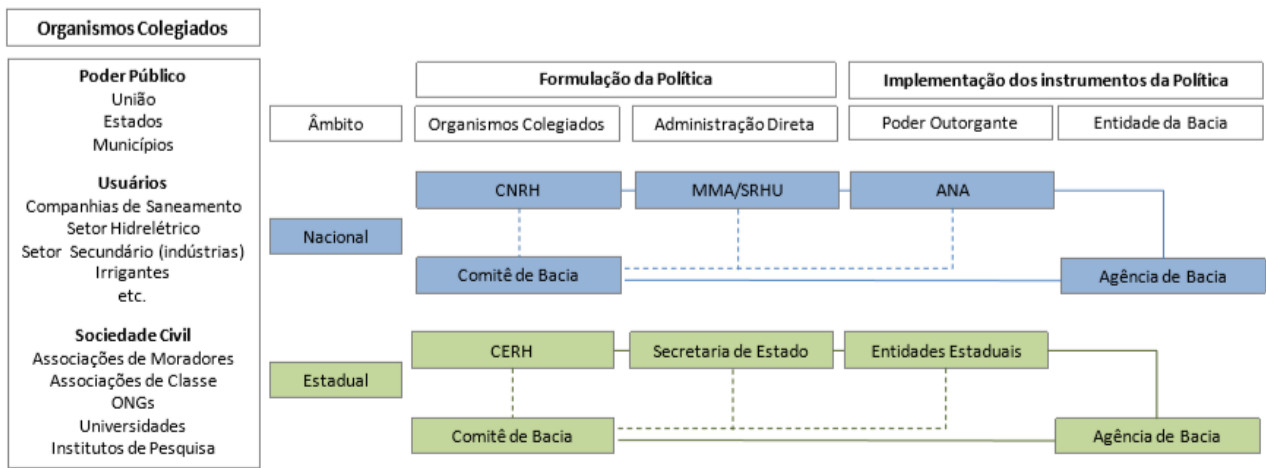 Organismos Colegiados
Poder Público
União
Estados
Municípios
Usuários
Companhias de Saneamento
Setor Hidrelétrico
Setor Secundário (indústrias)
Irrigantes
etc.
Sociedade Civil
Associações de Moradores
Associações de Classe
ONGs
Universidades
Institutos de Pesquisa
Formulação da Política
Implementação dos instrumentos da Política
Âmbito
Organismos Colegiados
Administração Direta
Poder Outorgante
Entidade da Bacia
Nacional
CNRH
MMA/SRHU
ANA
Comitê de Bacia
Agência de Bacia
Estadual
CERH
Secretaria de Estado
Entidades Estaduais
Comitê de Bacia
Agência de Bacia